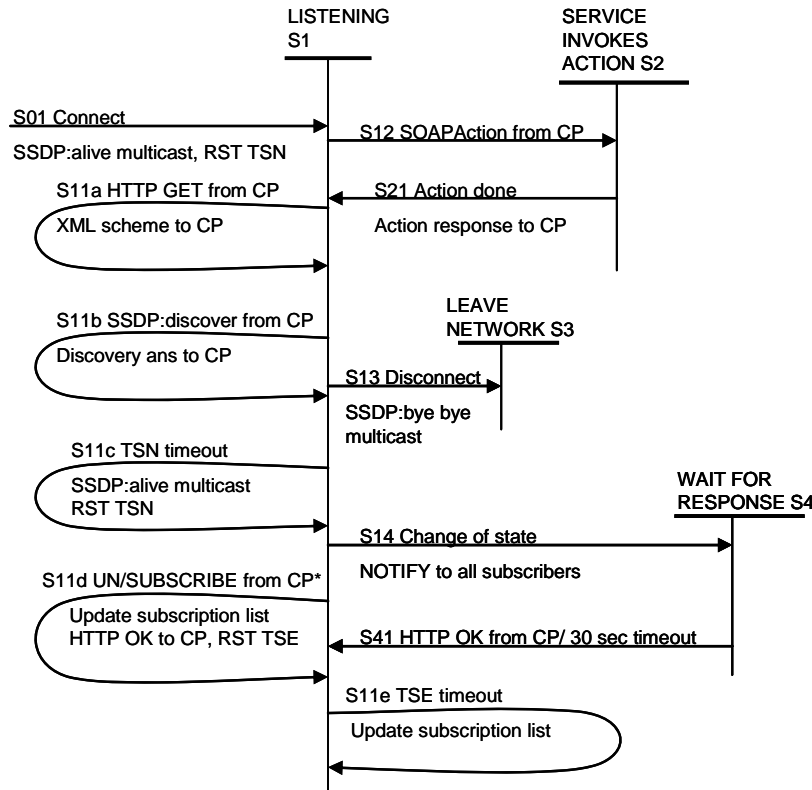 LISTENING
S1
SERVICE
INVOKES
ACTION S2
S01 Connect
SSDP:alive multicast, RST TSN
S12 SOAPAction from CP
S11a HTTP GET from CP
XML scheme to CP
S21 Action done
Action response to CP
S11b SSDP:discover from CP
Discovery ans to CP
LEAVE
NETWORK S3
S13 Disconnect
SSDP:bye bye
multicast
S11c TSN timeout
SSDP:alive multicast
RST TSN
WAIT FOR
RESPONSE S4
S14 Change of state
NOTIFY to all subscribers
S11d UN/SUBSCRIBE from CP*
Update subscription list
HTTP OK to CP, RST TSE
S41 HTTP OK from CP/ 30 sec timeout
S11e TSE timeout
Update subscription list